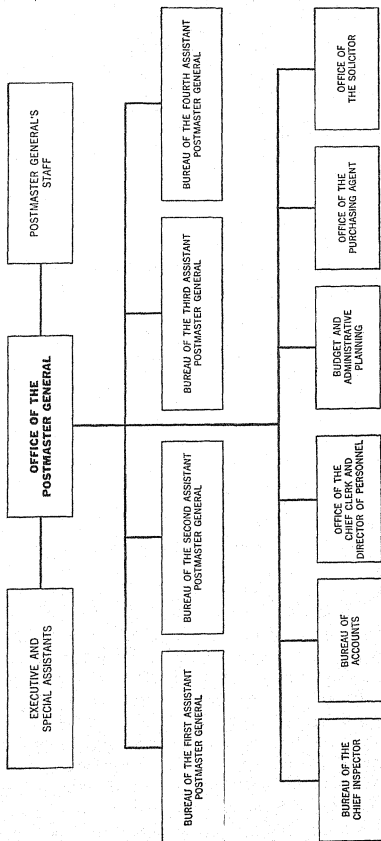 EXECUTIVE AND
SPECIAL ASSISTANTS
OFFICE OF THE
POSTMASTER GENERAL
POSTMASTER GENERAL'S
STAFF
BUREAU OF THE FIRST ASSISTANT
POSTMASTER GENERAL
BUREAU OF THE SECOND ASSISTANT
POSTMASTER GENERAL
BUREAU OF THE THIRD ASSISTANT
POSTMASTER GENERAL
BUREAU OF THE FOURTH ASSISTANT
POSTMASTER GENERAL
BUREAU OF THE
CHIEF INSPECTOR
BUREAU OF
ACCOUNTS
OFFICE OF THE
CHIEF CLERK AND
DIRECTOR OF PERSONNEL
BUDGET AND
ADMINISTRATIVE
PLANNING
OFFICE OF THE
PURCHASING AGENT
OFFICE OF
THE SOLICITOR